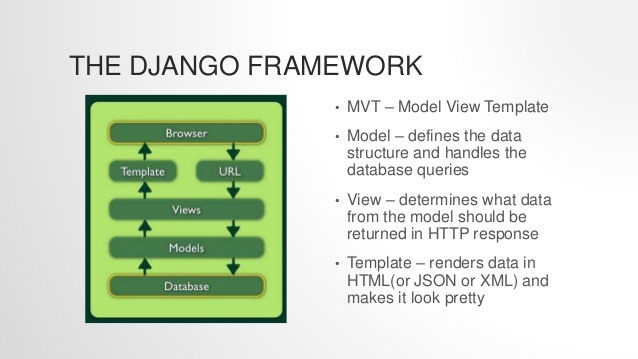 THE DJANGO FRAMEWORK
Browser
Template
URL
Views
Models
Database
• MVT – Model View Template
• Model – defines the data
structure and handles the
database queries
• View – determines what data
from the model should be
returned in HTTP response
• Template – renders data in
HTML(or JSON or XML) and
makes it look pretty